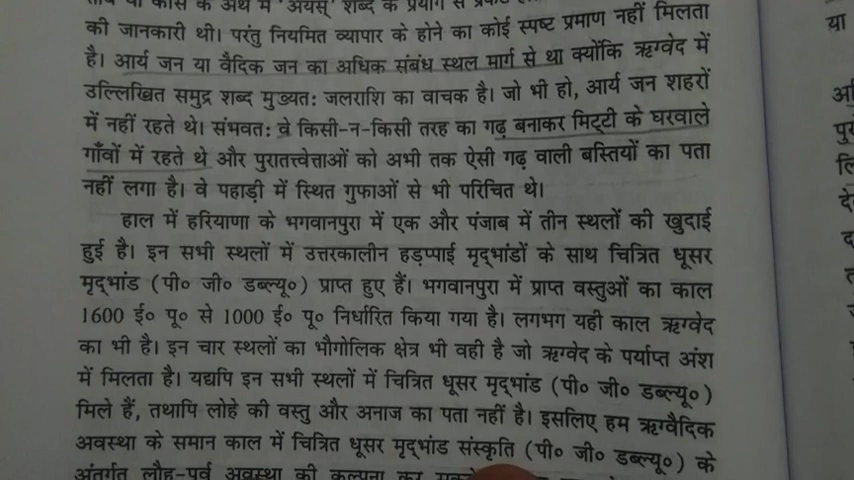 के अर्थ में 'अयस्' शब्द के प्रयोग से
की जानकारी थी। परंतु नियमित व्यापार के होने का कोई स्पष्ट प्रमाण नहीं मिलता
है। आर्य जन या वैदिक जन का अधिक संबंध स्थल मार्ग से था क्योंकि ऋग्वेद में
उल्लिखित समुद्र शब्द मुख्यतः जलराशि का वाचक है। जो भी हो, आर्य जन शहरों
में नहीं रहते थे। संभवतः वे किसी-न-किसी तरह का गढ़ बनाकर मिट्टी के घरवाले
गाँवों में रहते थे और पुरातत्त्वेत्ताओं को अभी तक ऐसी गढ़ वाली बस्तियों का पता
नहीं लगा है। वे पहाड़ी में स्थित गुफाओं से भी परिचित थे।
हाल में हरियाणा के भगवानपुरा में एक और पंजाब में तीन स्थलों की खुदाई
हुई है। इन सभी स्थलों में उत्तरकालीन हड़प्पाई मृद्भांडों के साथ चित्रित धूसर
मृद्भांड (पी० जी० डब्ल्यू०) प्राप्त हुए हैं। भगवानपुरा में प्राप्त वस्तुओं का काल
1600 ई० पू० से 1000 ई० पू० निर्धारित किया गया है। लगभग यही काल ऋग्वेद
का भी है। इन चार स्थलों का भौगोलिक क्षेत्र भी वही है जो ऋग्वेद के पर्याप्त अंश
में मिलता है। यद्यपि इन सभी स्थलों में चित्रित धूसर मृद्भांड (पी० जी० डब्ल्यू०)
मिले हैं, तथापि लोहे की वस्तु और अनाज का पता नहीं है। इसलिए हम ऋग्वैदिक
अवस्था के समान काल में चित्रित धूसर मृद्भांड संस्कृति (पी० जी० डब्ल्यू०) के
अंतर्गत लौह-पूर्व अवस्था की कल्पना कर
या